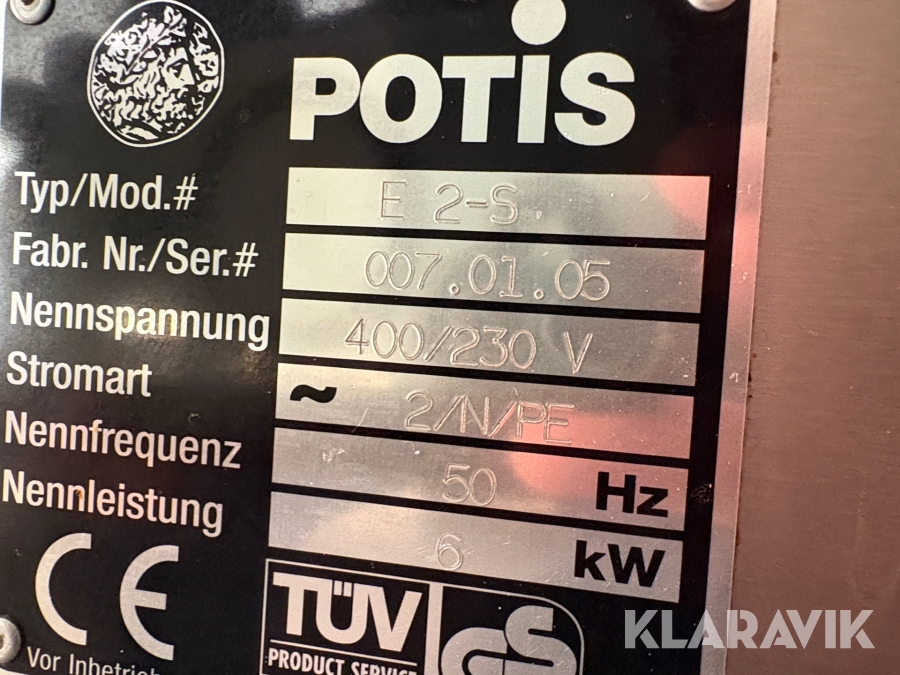 POTIS
Typ/Mod.# E 2-S
Fabr. Nr./Ser.# 007.01.05
Nennspannung 400/230 V
Stromart ~ 2/N/PE
Nennfrequenz 50 Hz
Nennleistung 6 kW
CE
TÜV
PRODUCT SERVICE
GS
Vor
KLARAVIK